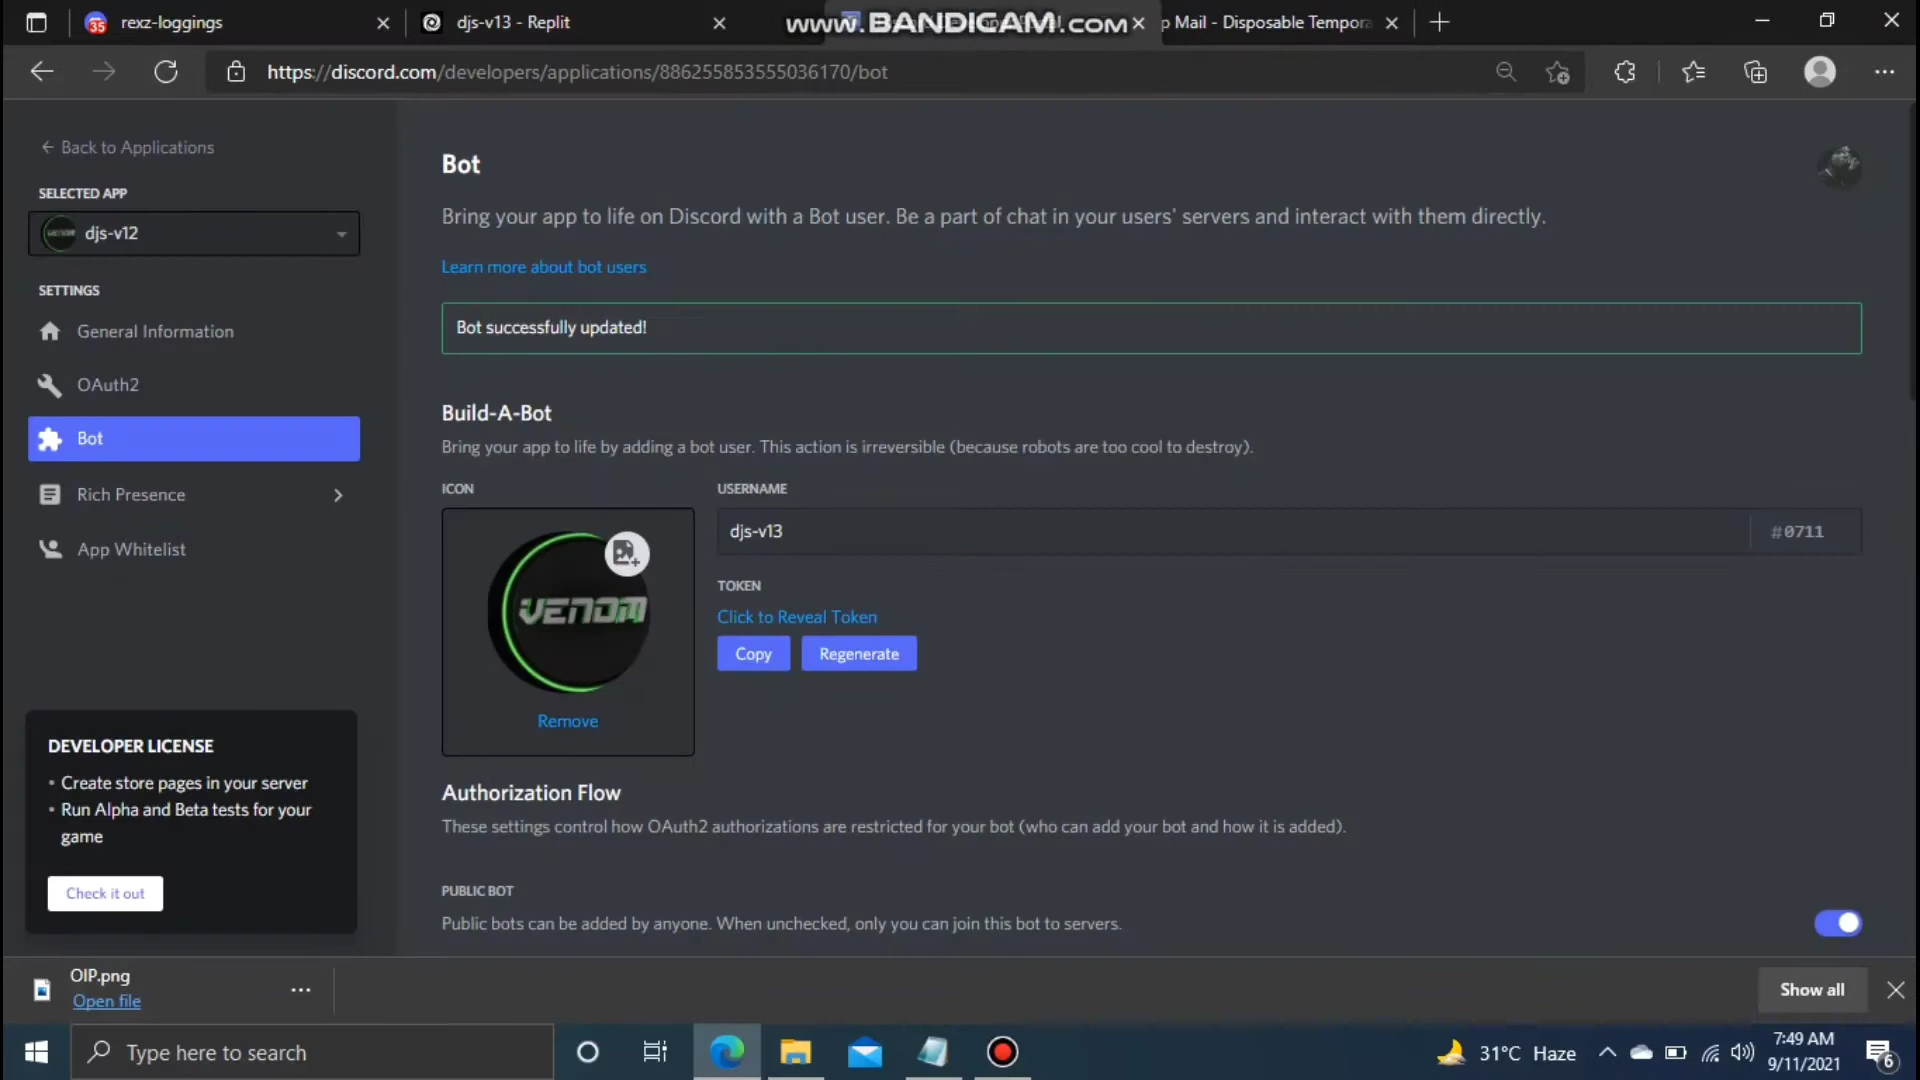 rexz-loggings
djs-v13 - Replit
www.BANDICAM.com
p Mail - Disposable Tempora
https://discord.com/developers/applications/886255853555036170/bot
← Back to Applications
SELECTED APP
djs-v12
SETTINGS
General Information
OAuth2
Bot
Rich Presence
App Whitelist
DEVELOPER LICENSE
• Create store pages in your server
• Run Alpha and Beta tests for your
game
Check it out
Bot
Bring your app to life on Discord with a Bot user. Be a part of chat in your users' servers and interact with them directly.
Learn more about bot users
Bot successfully updated!
Build-A-Bot
Bring your app to life by adding a bot user. This action is irreversible (because robots are too cool to destroy).
ICON
VENOM
Remove
USERNAME
djs-v13
#0711
TOKEN
Click to Reveal Token
Copy
Regenerate
Authorization Flow
These settings control how OAuth2 authorizations are restricted for your bot (who can add your bot and how it is added).
PUBLIC BOT
Public bots can be added by anyone. When unchecked, only you can join this bot to servers.
OIP.png
Open file
Show all
Type here to search
31°C Haze
7:49 AM
9/11/2021
6